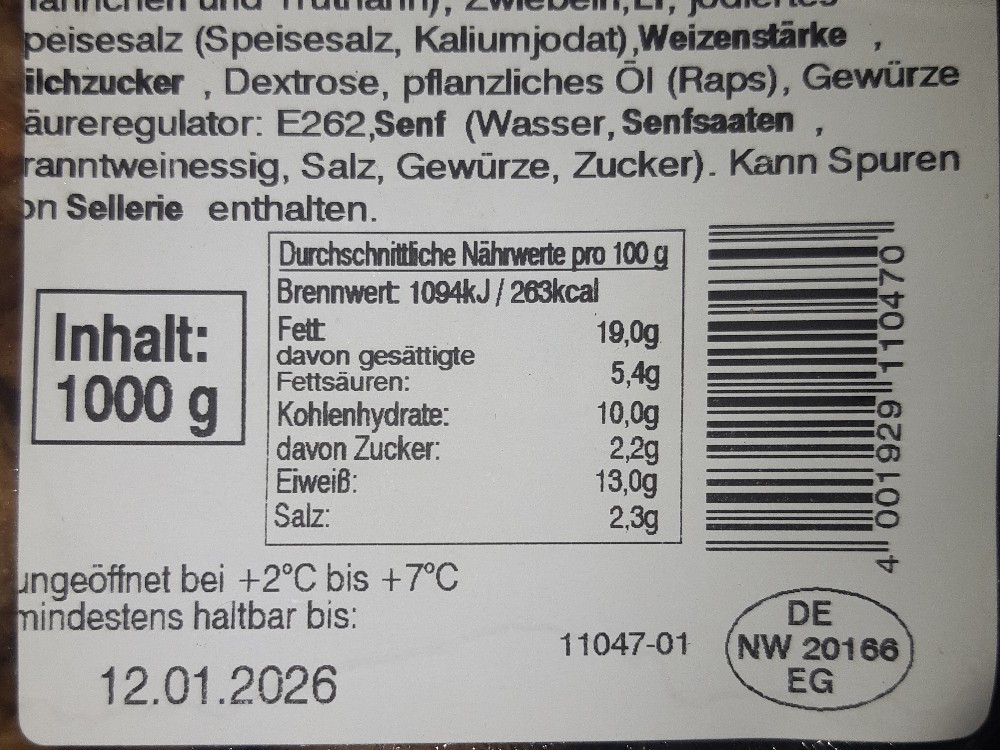 peisesalz (Speisesalz, Kaliumjodat),Weizenstärke ,
ilchzucker , Dextrose, pflanzliches Öl (Raps), Gewürze
äureregulator: E262,Senf (Wasser, Senfsaaten ,
ranntweinessig, Salz, Gewürze, Zucker). Kann Spuren
on Sellerie enthalten.
Inhalt:
1000 g
Durchschnittliche Nährwerte pro 100 g
Brennwert: 1094kJ / 263kcal
Fett 19,0g
davon gesättigte
Fettsäuren: 5,4g
Kohlenhydrate: 10,0g
davon Zucker: 2,2g
Eiweiß: 13,0g
Salz: 2,3g
4 001929 110470
ungeöffnet bei +2°C bis +7°C
mindestens haltbar bis:
12.01.2026
11047-01
DE
NW 20166
EG